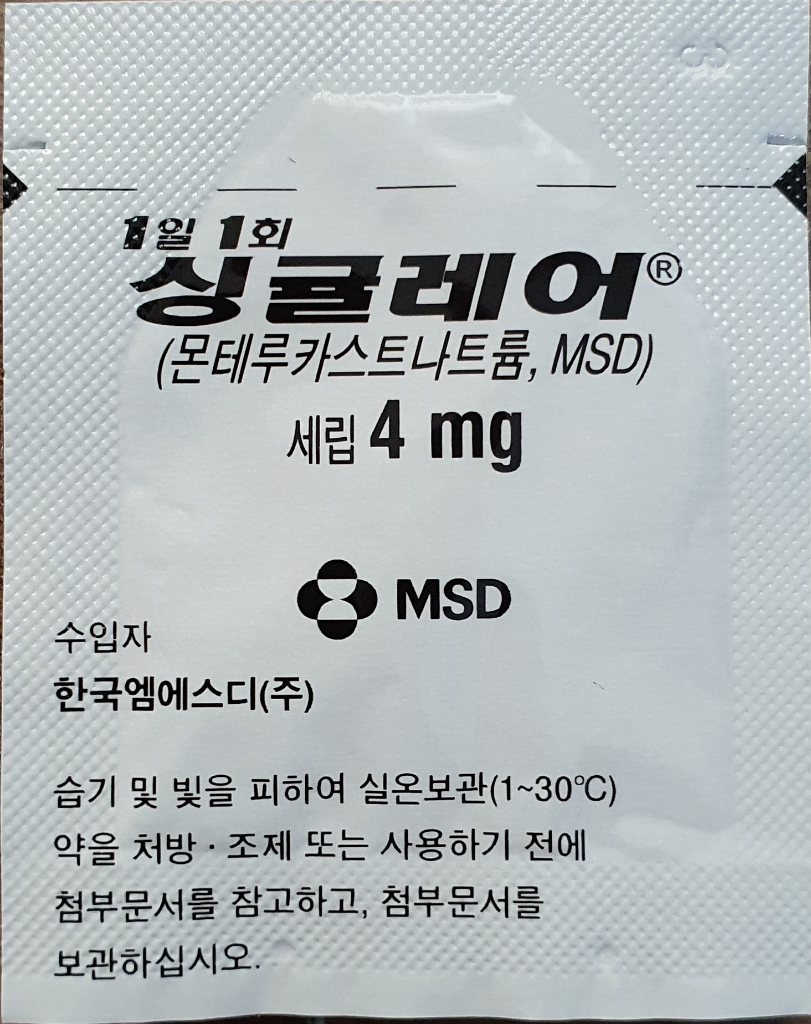 1일 1회
싱귤레어®
(몬테루카스트나트륨, MSD)
세립 4 mg
MSD
수입자
한국엠에스디(주)
습기 및 빛을 피하여 실온보관(1~30℃)
약을 처방 · 조제 또는 사용하기 전에
첨부문서를 참고하고, 첨부문서를
보관하십시오.